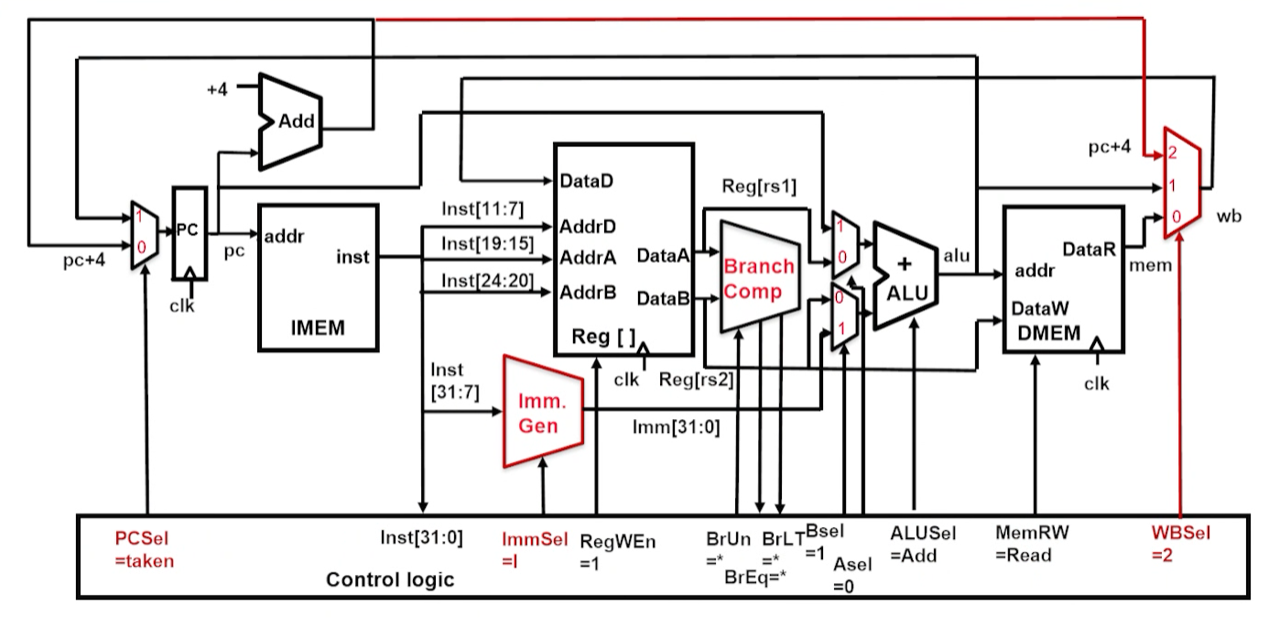 +4
Add
pc+4
2
1
0
wb
DataD
Reg[rs1]
Inst[11:7]
AddrD
Inst[19:15]
AddrA
Inst[24:20]
AddrB
DataA
DataB
Reg [ ]
clk
1
0
PC
pc
pc+4
clk
addr
inst
IMEM
Branch
Comp
1
0
0
1
+
ALU
alu
addr
DataR
DataW
DMEM
clk
mem
Inst
[31:7]
Imm.
Gen
Reg[rs2]
Imm[31:0]
PCSel
=taken
Inst[31:0]
ImmSel
=I
RegWEn
=1
BrUn
=*
BrLT
=*
BrEq=*
Bsel
=1
Asel
=0
ALUSel
=Add
MemRW
=Read
WBSel
=2
Control logic